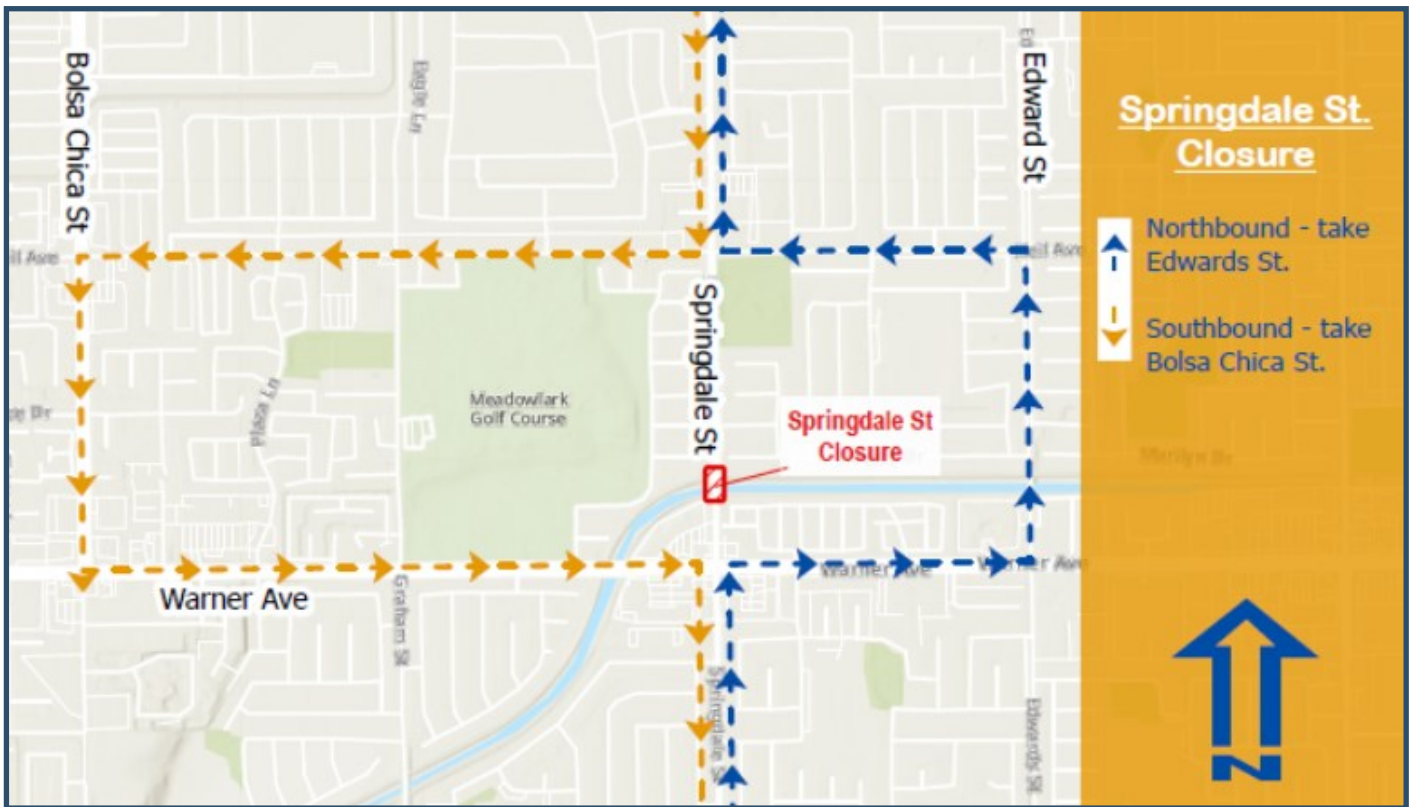 Bolsa Chica St
Eagle Ln
Ed
Edward St
Springdale St.
Closure
Northbound - take
Edwards St.
Southbound - take
Bolsa Chica St.
Springdale St
Meadowlark
Golf Course
Plaza Ln
Springdale St
Closure
Warner Ave
Graham St
Warner Ave
Warner Ave
Springdale St
Edwards St
N